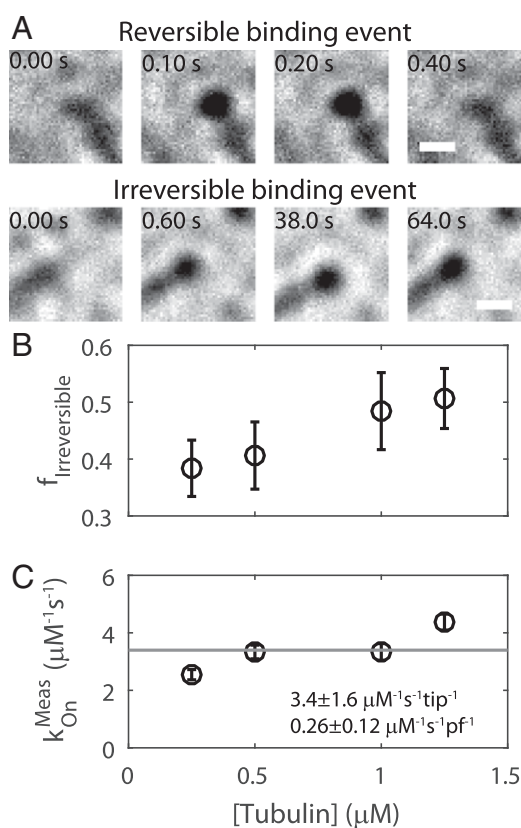 A
Reversible binding event
0.00 s 0.10 s 0.20 s 0.40 s
Irreversible binding event
0.00 s 0.60 s 38.0 s 64.0 s
B
fIrreversible
0.6
0.5
0.4
0.3
C
kOnMeas (μM-1s-1)
6
4
2
0
3.4±1.6 μM-1s-1tip-1
0.26±0.12 μM-1s-1pf-1
0 0.5 1 1.5
[Tubulin] (μM)